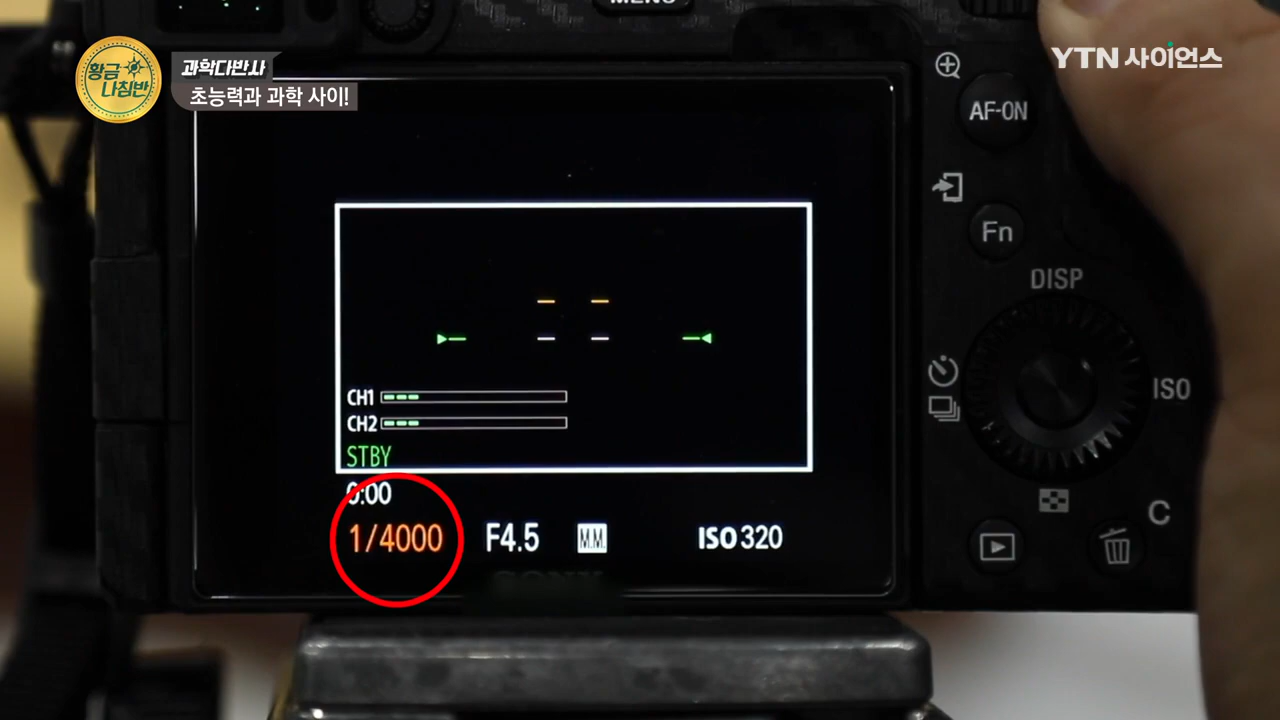 MENU
황금
나침반
과학다반사
초능력과 과학 사이!
YTN 사이언스
AF-ON
Fn
DISP
ISO
C
CH1
CH2
STBY
0:00
1/4000 F4.5 M.M. ISO 320
SONY